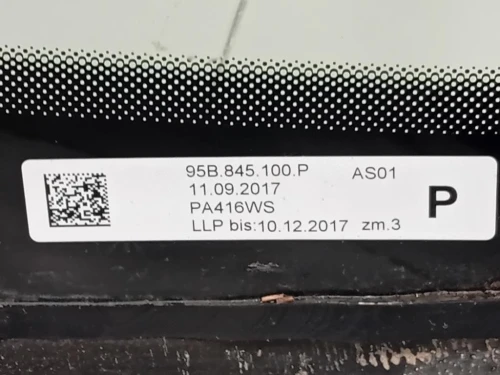 95B.845.100.P AS01
11.09.2017
PA416WS P
LLP bis:10.12.2017 zm.3